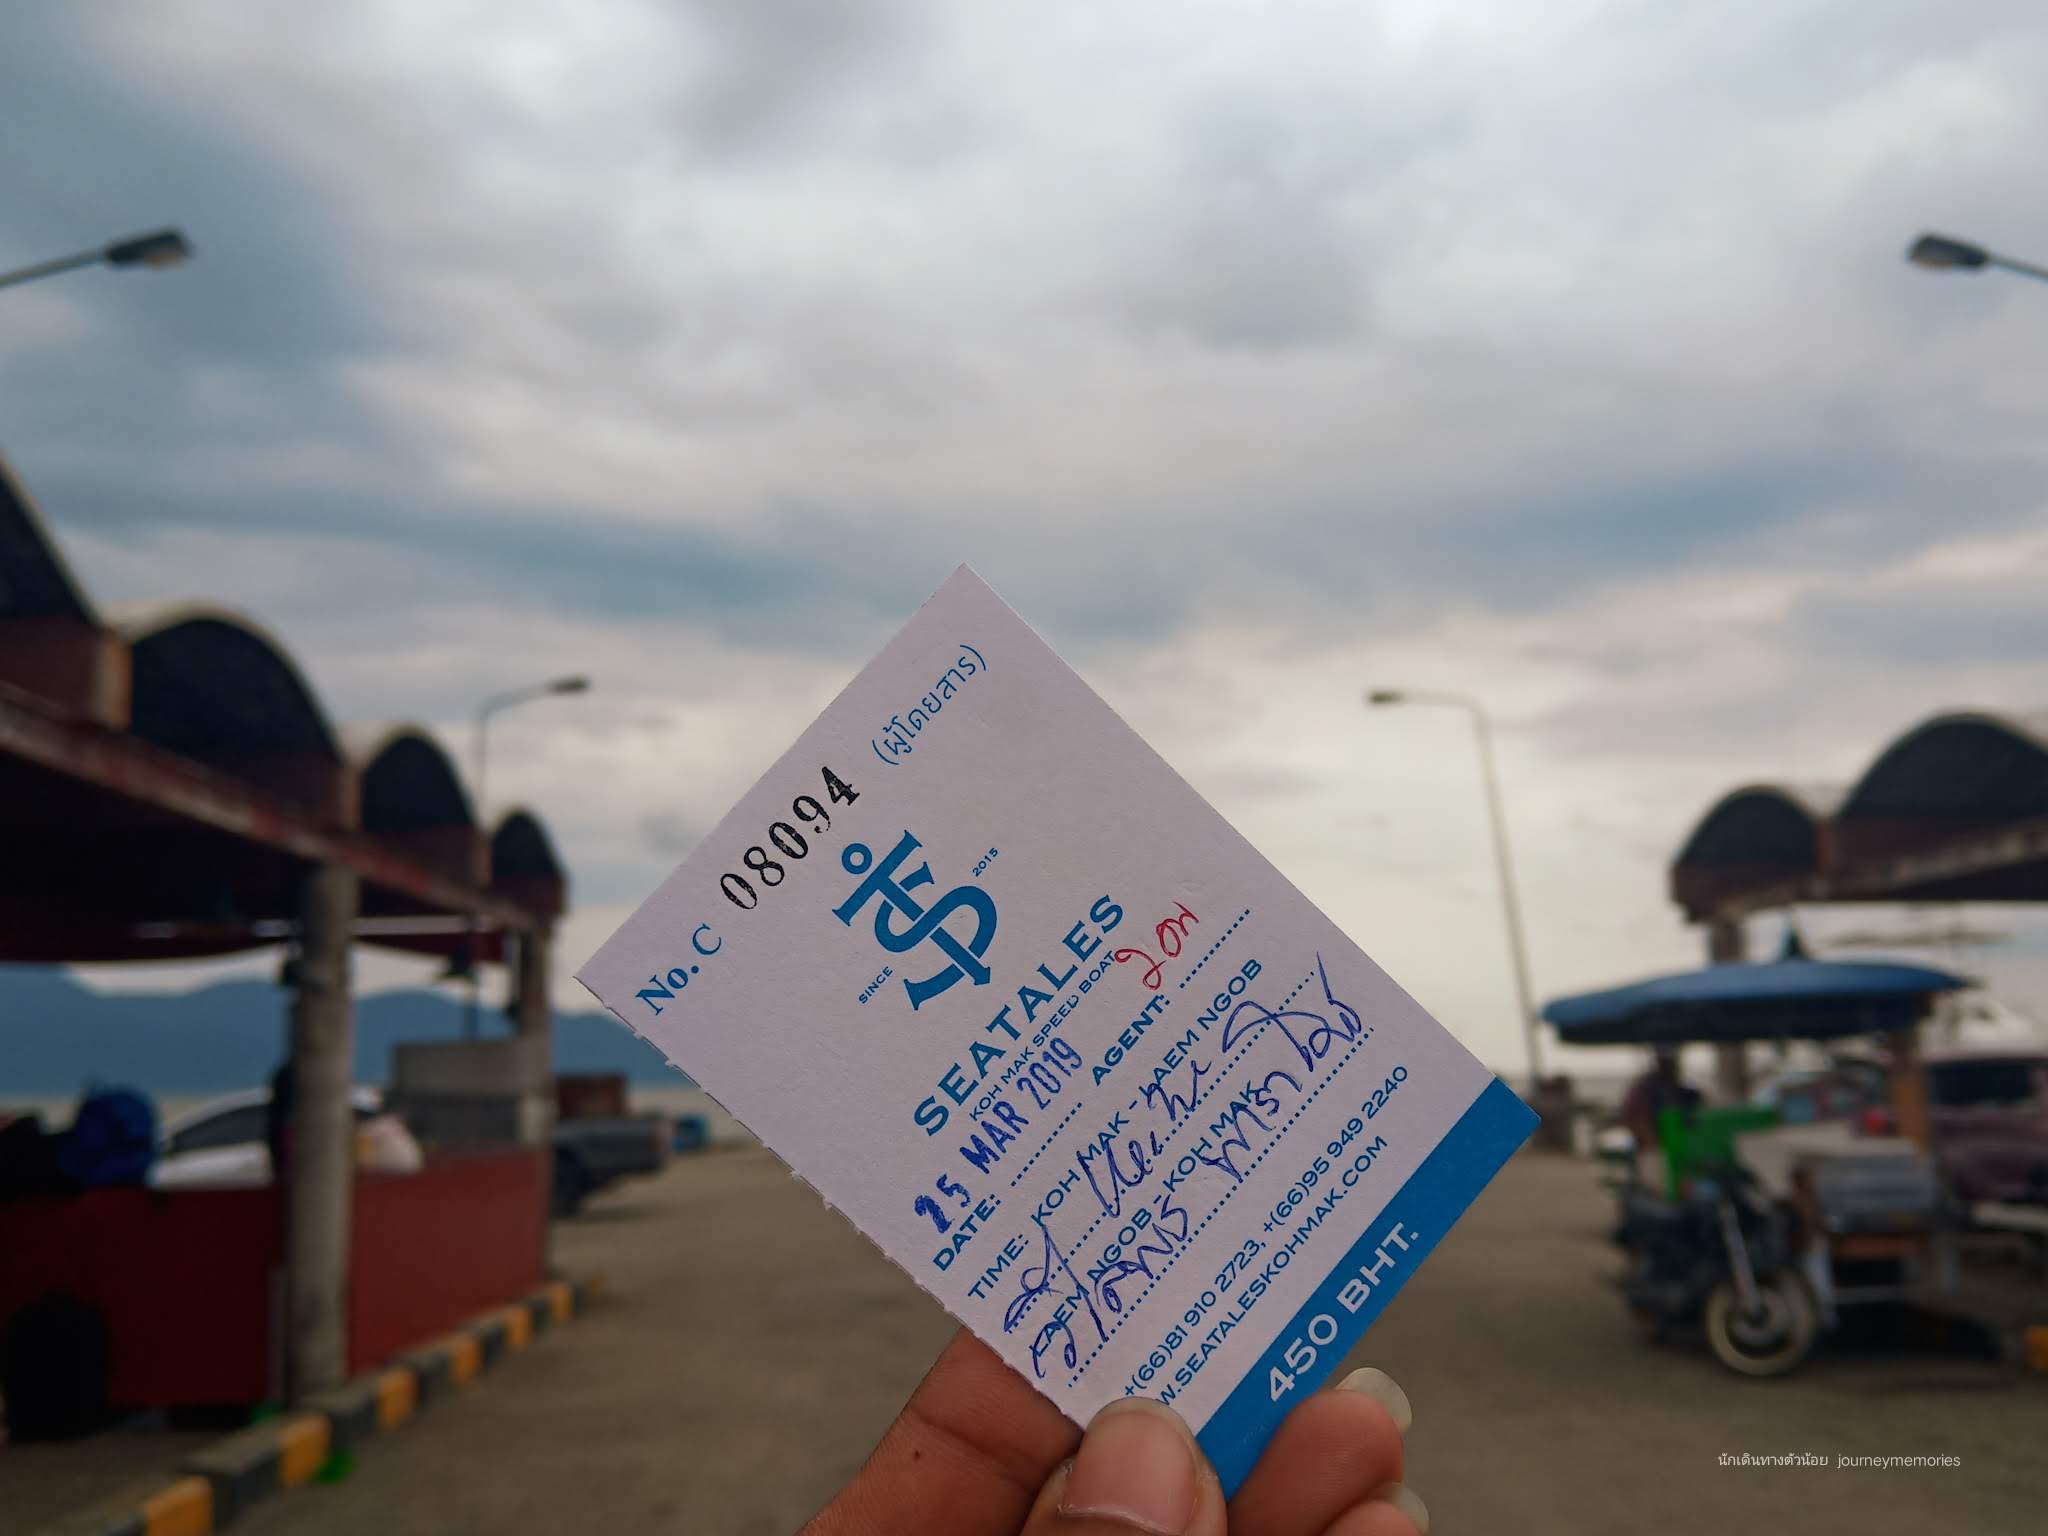 No. C 08094 (ผู้โดยสาร)
SINCE 2015
SEATALES
KOH MAK SPEED BOAT
25 MAR 2019
DATE: AGENT:
TIME: KOH MAK - LAEM NGOB
LAEM NGOB - KOH MAK
+(66)81 910 2723, +(66)95 949 2240
W.SEATALESKOHMAK.COM
450 BHT.
นักเดินทางตัวน้อย journeymemories